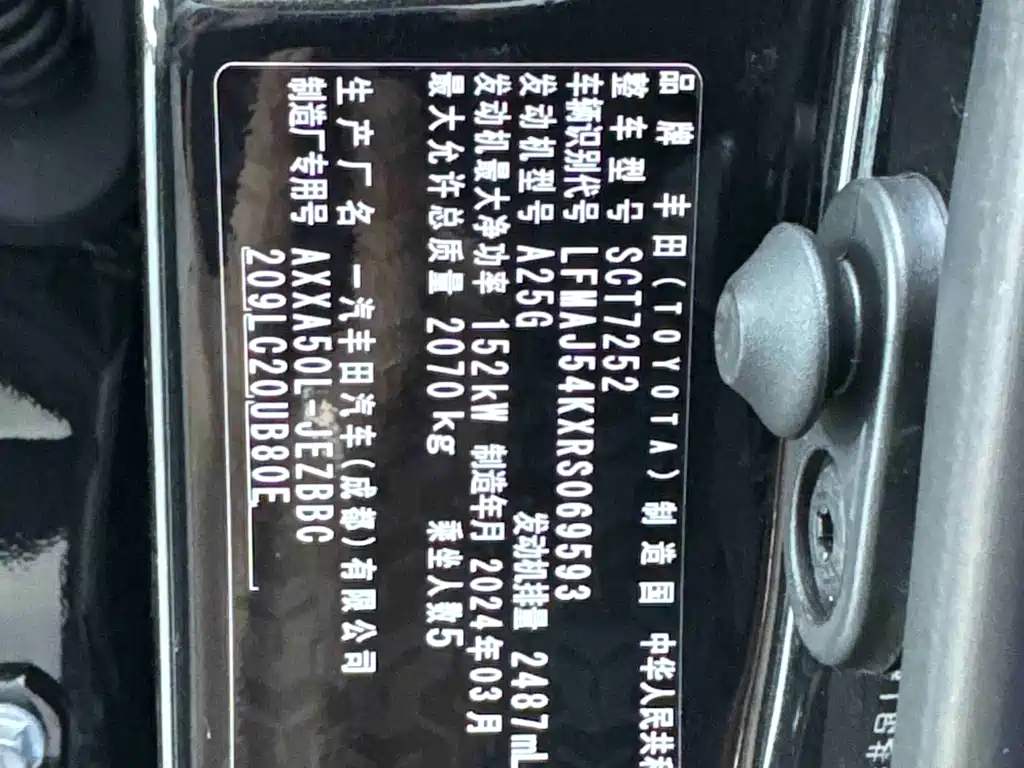 品牌 丰田(TOYOTA) 制造国 中华人民共和
整车型号 SCT7252
车辆识别代号 LFMAJ54KXRS069593
发动机型号 A25G 发动机排量 2487mL
发动机最大净功率 152kW 制造年月 2024年03月
最大允许总质量 2070kg 乘坐人数5
生产厂名 一汽丰田汽车(成都)有限公司
制造厂专用号 AXXA50L-JEZBBC
209LC20UB80E